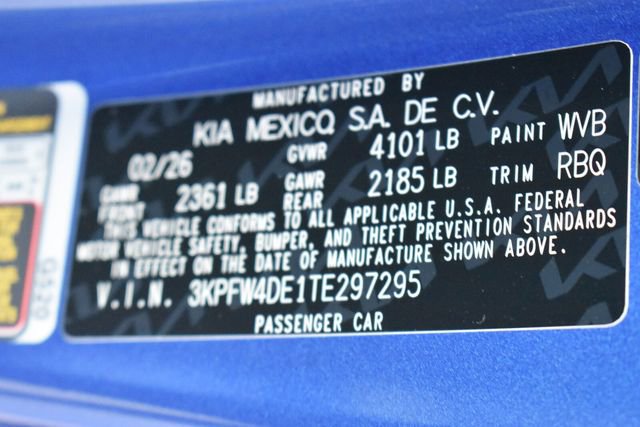 MANUFACTURED BY
KIA MEXICO S.A. DE C.V.
02/26 GVWR 4101 LB PAINT WVB
GAWR FRONT 2361 LB GAWR REAR 2185 LB TRIM RBQ
THIS VEHICLE CONFORMS TO ALL APPLICABLE U.S.A. FEDERAL
MOTOR VEHICLE SAFETY, BUMPER, AND THEFT PREVENTION STANDARDS
IN EFFECT ON THE DATE OF MANUFACTURE SHOWN ABOVE.
V.I.N. 3KPFW4DE1TE297295
PASSENGER CAR
G520